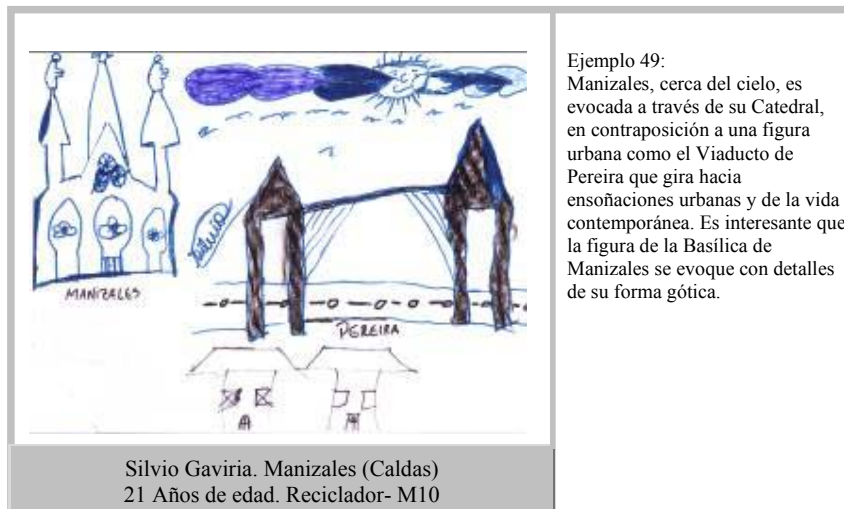 MANIZALES
PEREIRA
Silvio Gaviria. Manizales (Caldas)
21 Años de edad. Reciclador- M10
Ejemplo 49:
Manizales, cerca del cielo, es
evocada a través de su Catedral,
en contraposición a una figura
urbana como el Viaducto de
Pereira que gira hacia
ensoñaciones urbanas y de la vida
contemporánea. Es interesante que
la figura de la Basílica de
Manizales se evoque con detalles
de su forma gótica.